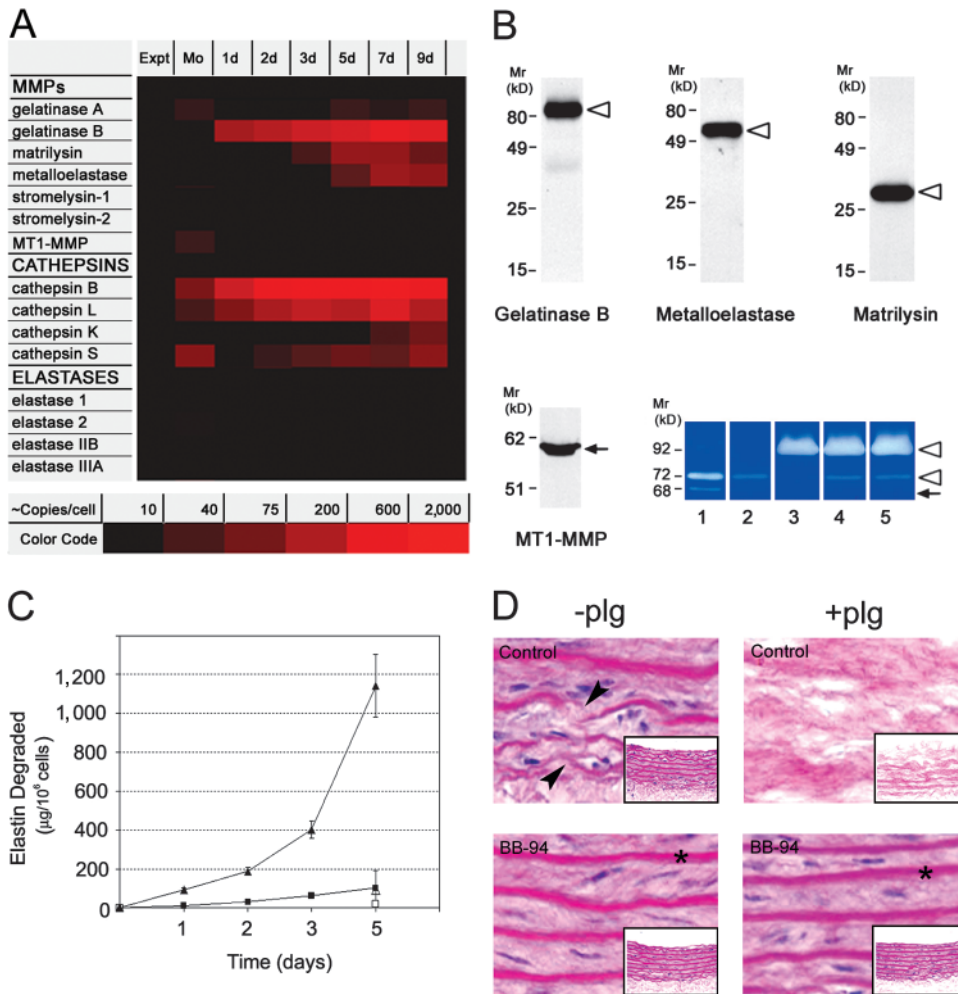 A
Expt Mo 1d 2d 3d 5d 7d 9d
MMPs
gelatinase A
gelatinase B
matrilysin
metalloelastase
stromelysin-1
stromelysin-2
MT1-MMP
CATHEPSINS
cathepsin B
cathepsin L
cathepsin K
cathepsin S
ELASTASES
elastase 1
elastase 2
elastase IIB
elastase IIIA
~Copies/cell 10 40 75 200 600 2,000
Color Code
B
Mr
(kD)
80
49
25
15
Gelatinase B
Mr
(kD)
80
49
25
15
Metalloelastase
Mr
(kD)
80
49
25
15
Matrilysin
Mr
(kD)
62
51
MT1-MMP
Mr
(kD)
92
72
68
1 2 3 4 5
C
Elastin Degraded
(µg/10⁶ cells)
1,200
1,000
800
600
400
200
0
1 2 3 5
Time (days)
D
-plg +plg
Control
Control
BB-94
*
BB-94
*